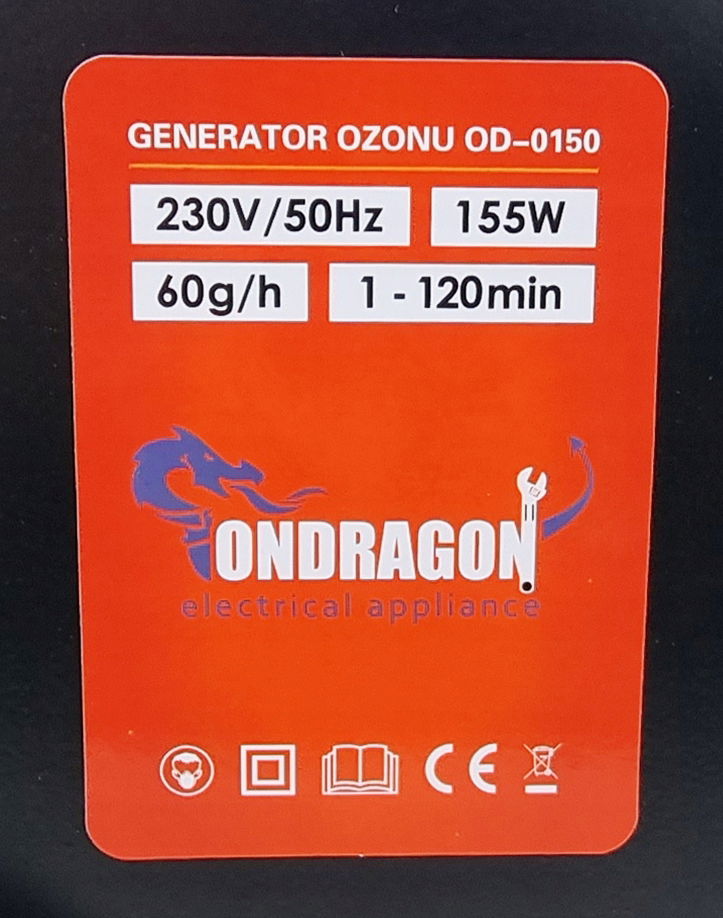 GENERATOR OZONU OD-0150
230V/50Hz 155W
60g/h 1 - 120min
ONDRAGON
electrical appliance
CE